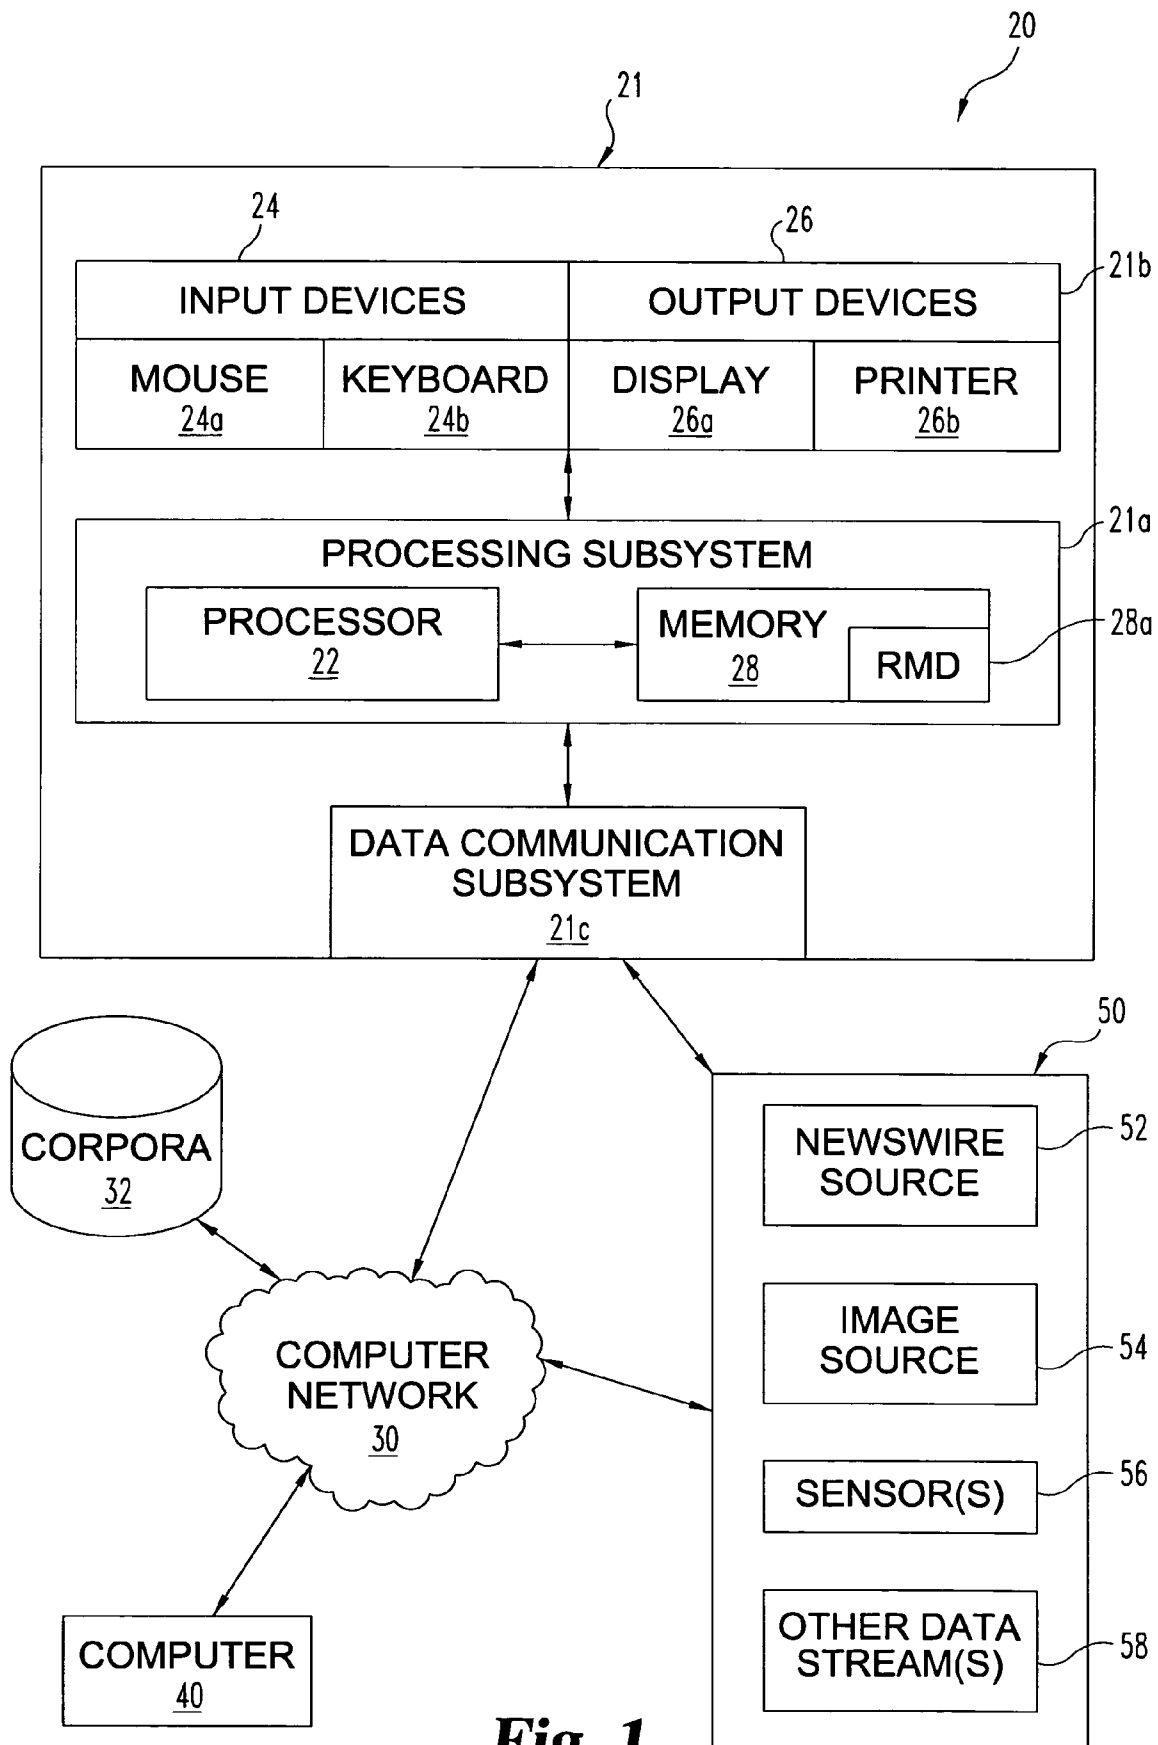 20
21
24
26
21b
INPUT DEVICES
OUTPUT DEVICES
MOUSE
24a
KEYBOARD
24b
DISPLAY
26a
PRINTER
26b
21a
PROCESSING SUBSYSTEM
PROCESSOR
22
MEMORY
28
RMD
28a
DATA COMMUNICATION
SUBSYSTEM
21c
50
CORPORA
32
NEWSWIRE
SOURCE
52
IMAGE
SOURCE
54
COMPUTER
NETWORK
30
SENSOR(S)
56
OTHER DATA
STREAM(S)
58
COMPUTER
40
Fig. 1